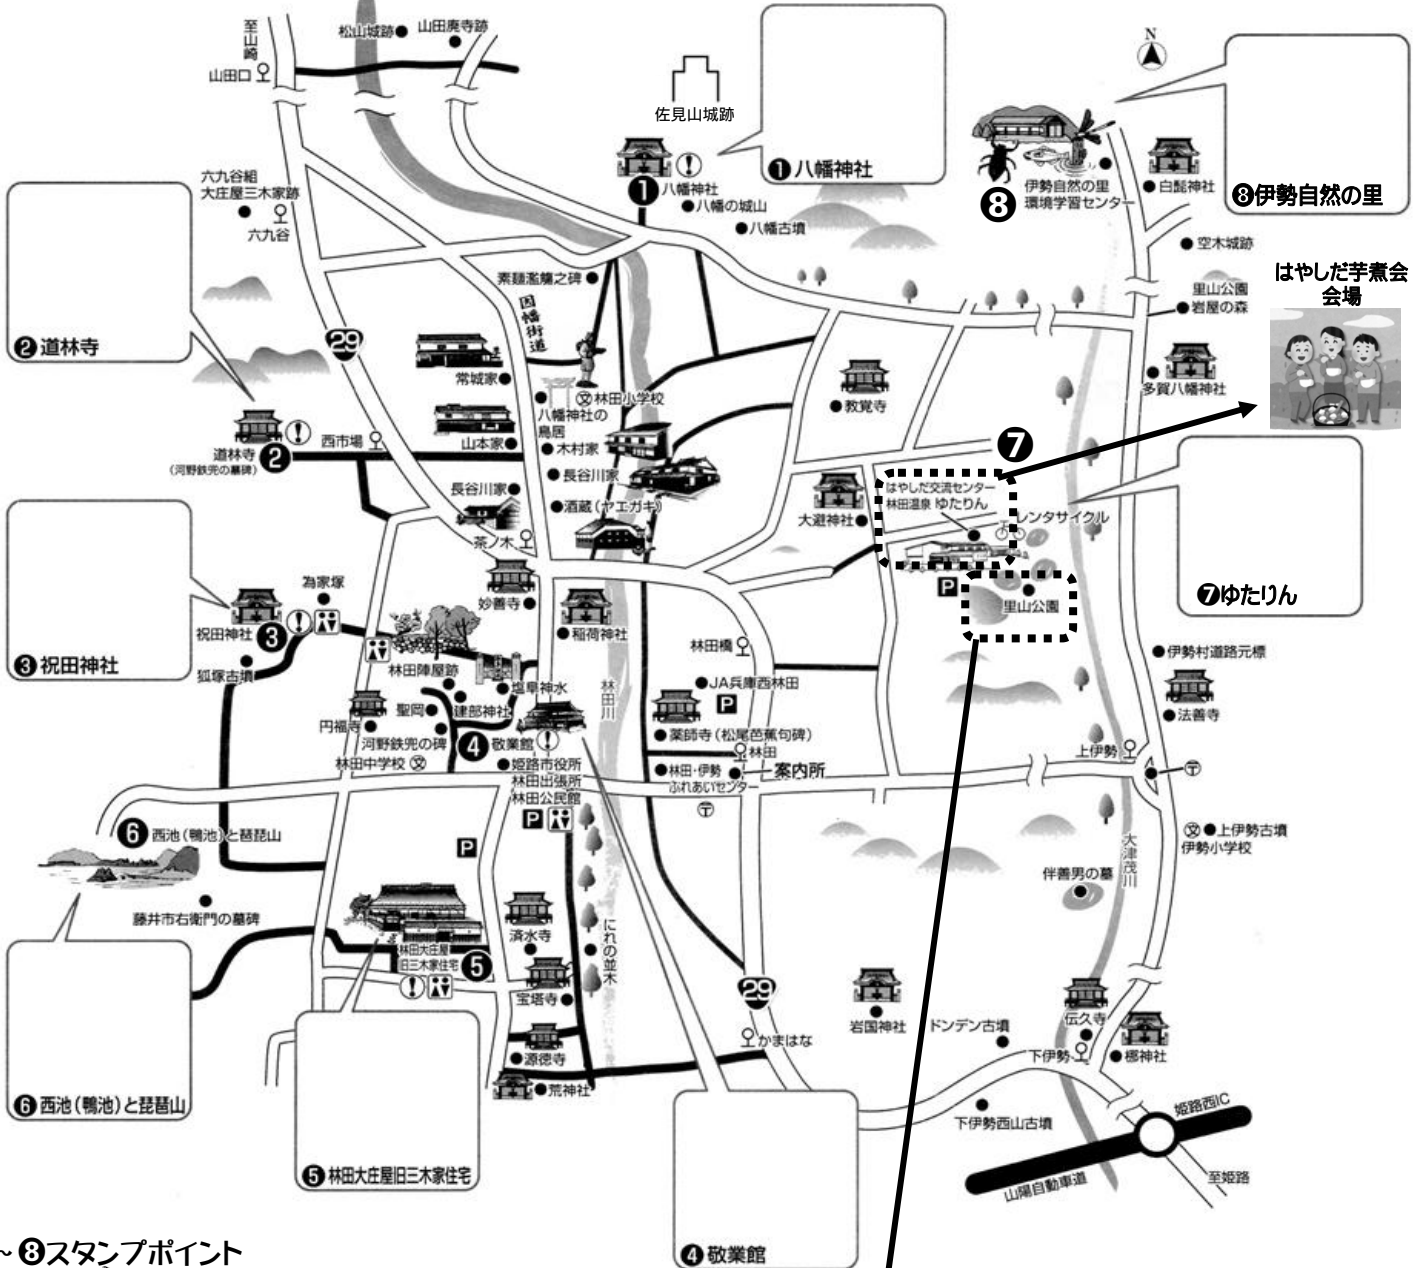 至山崎
松山城跡
山田廃寺跡
山田口
佐見山城跡
N
❶八幡神社
❽伊勢自然の里
❶
八幡神社
八幡の城山
八幡古墳
❽
伊勢自然の里
環境学習センター
白髭神社
空木城跡
里山公園
岩屋の森
はやしだ芋煮会
会場
多賀八幡神社
六九谷組
大庄屋三木家跡
六九谷
❷道林寺
素麺濫觴之碑
因幡街道
29
常城家
文
林田小学校
八幡神社の
鳥居
山本家
木村家
長谷川家
長谷川家
酒蔵(ヤエガキ)
茶ノ木
西市場
道林寺
(河野鉄兜の墓碑)
❷
教覚寺
❼
大避神社
はやしだ交流センター
林田温泉 ゆたりん
レンタサイクル
P
里山公園
❼ゆたりん
❸祝田神社
為家塚
祝田神社
❸
狐塚古墳
妙善寺
稲荷神社
林田陣屋跡
塩阜神水
聖岡
建部神社
円福寺
河野鉄兜の碑
❹
敬業館
林田中学校
文
姫路市役所
林田出張所
林田公民館
P
林田川
林田橋
JA兵庫西林田
P
薬師寺(松尾芭蕉句碑)
林田
林田・伊勢
ふれあいセンター
案内所
〒
伊勢村道路元標
法善寺
上伊勢
〒
文
上伊勢古墳
伊勢小学校
大津茂川
伴善男の墓
❻
西池(鴨池)と琵琶山
藤井市右衛門の墓碑
P
林田大庄屋
旧三木家住宅
❺
済水寺
宝塔寺
源徳寺
荒神社
にれの並木
29
かまはな
岩国神社
ドンデン古墳
伝久寺
下伊勢
梛神社
下伊勢西山古墳
姫路西IC
山陽自動車道
至姫路
❻西池(鴨池)と琵琶山
❺林田大庄屋旧三木家住宅
❹敬業館
~❽スタンプポイント